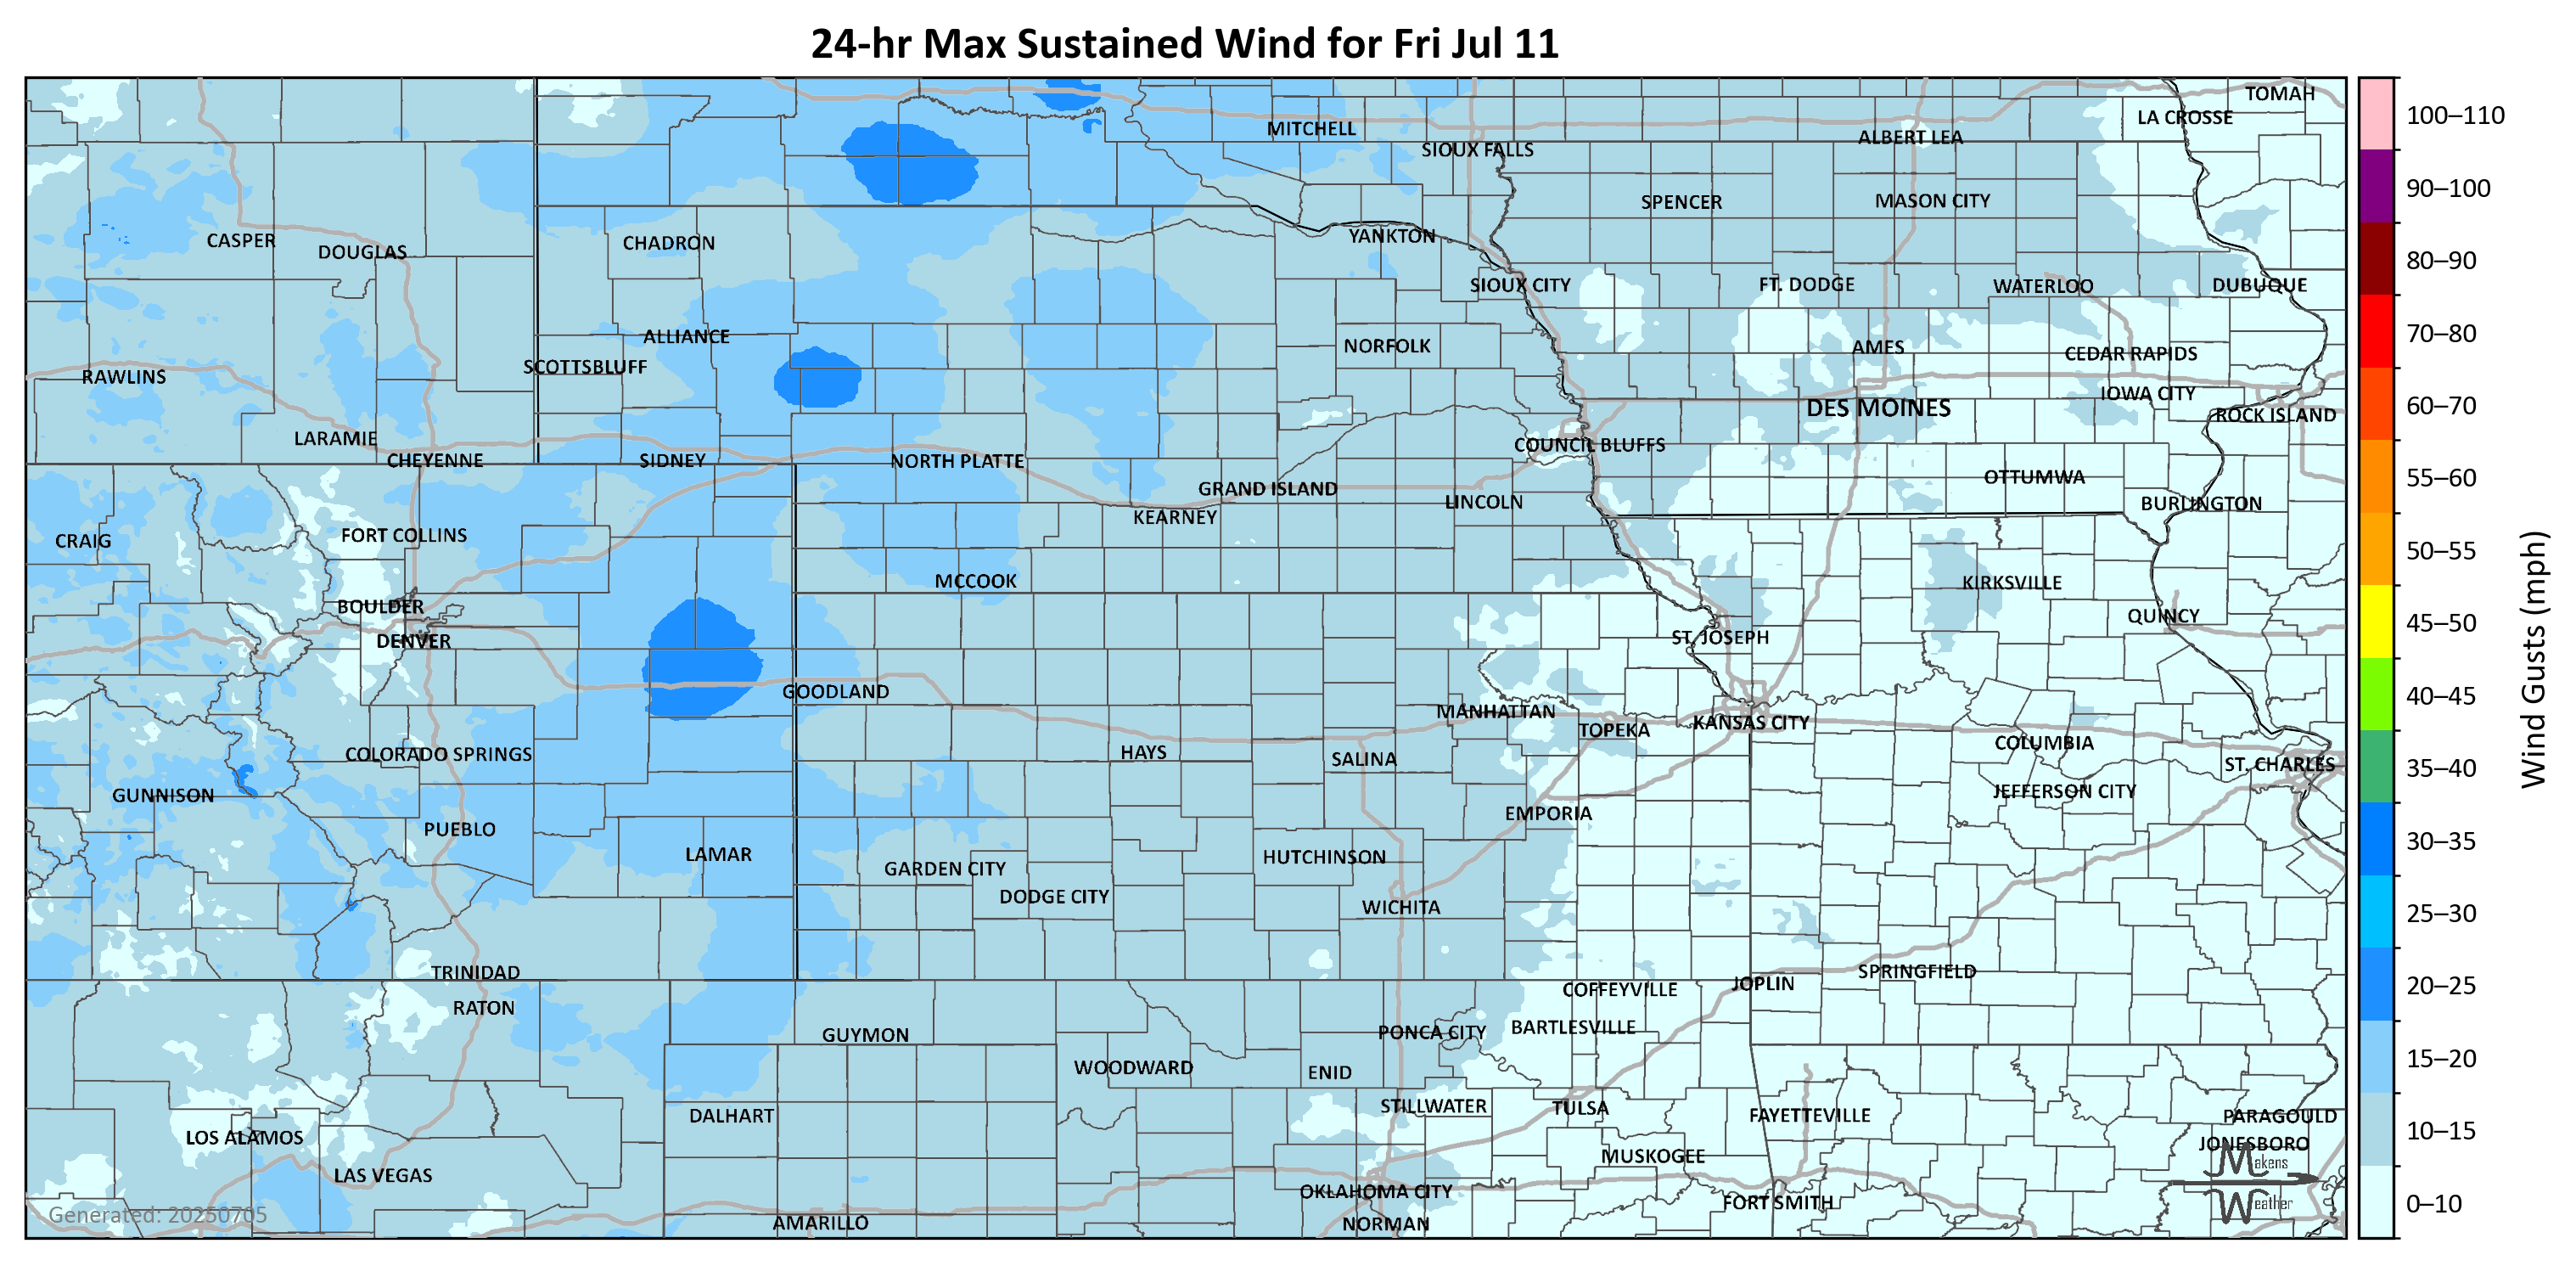 24-hr Max Sustained Wind for Fri Jul 11
TOMAH
LA CROSSE
MITCHELL
ALBERT LEA
SIOUX FALLS
SPENCER
MASON CITY
CASPER
DOUGLAS
CHADRON
YANKTON
SIOUX CITY
FT. DODGE
WATERLOO
DUBUQUE
ALLIANCE
NORFOLK
AMES
CEDAR RAPIDS
SCOTTSBLUFF
RAWLINS
IOWA CITY
DES MOINES
ROCK ISLAND
LARAMIE
COUNCIL BLUFFS
CHEYENNE
SIDNEY
NORTH PLATTE
OTTUMWA
GRAND ISLAND
LINCOLN
BURLINGTON
KEARNEY
CRAIG
FORT COLLINS
MCCOOK
KIRKSVILLE
BOULDER
QUINCY
DENVER
ST. JOSEPH
GOODLAND
MANHATTAN
KANSAS CITY
TOPEKA
COLUMBIA
COLORADO SPRINGS
HAYS
SALINA
ST. CHARLES
GUNNISON
JEFFERSON CITY
EMPORIA
PUEBLO
LAMAR
HUTCHINSON
GARDEN CITY
DODGE CITY
WICHITA
TRINIDAD
SPRINGFIELD
JOPLIN
COFFEYVILLE
RATON
BARTLESVILLE
PONCA CITY
GUYMON
WOODWARD
ENID
STILLWATER
TULSA
DALHART
FAYETTEVILLE
PARAGOULD
LOS ALAMOS
JONESBORO
MUSKOGEE
Makens
LAS VEGAS
OKLAHOMA CITY
FORT SMITH
Weather
Generated: 20250705
AMARILLO
NORMAN
100–110
90–100
80–90
70–80
60–70
55–60
50–55
45–50
40–45
35–40
30–35
25–30
20–25
15–20
10–15
0–10
Wind Gusts (mph)